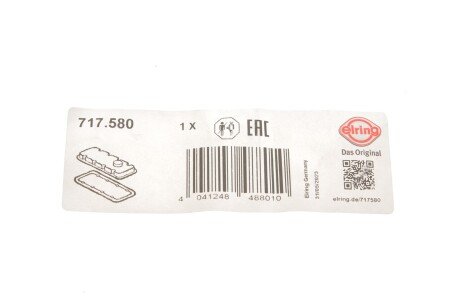 717.580
1 X
EAC
elring
Das Original
4 041248 488010
Elring Germany
elring.de/717580